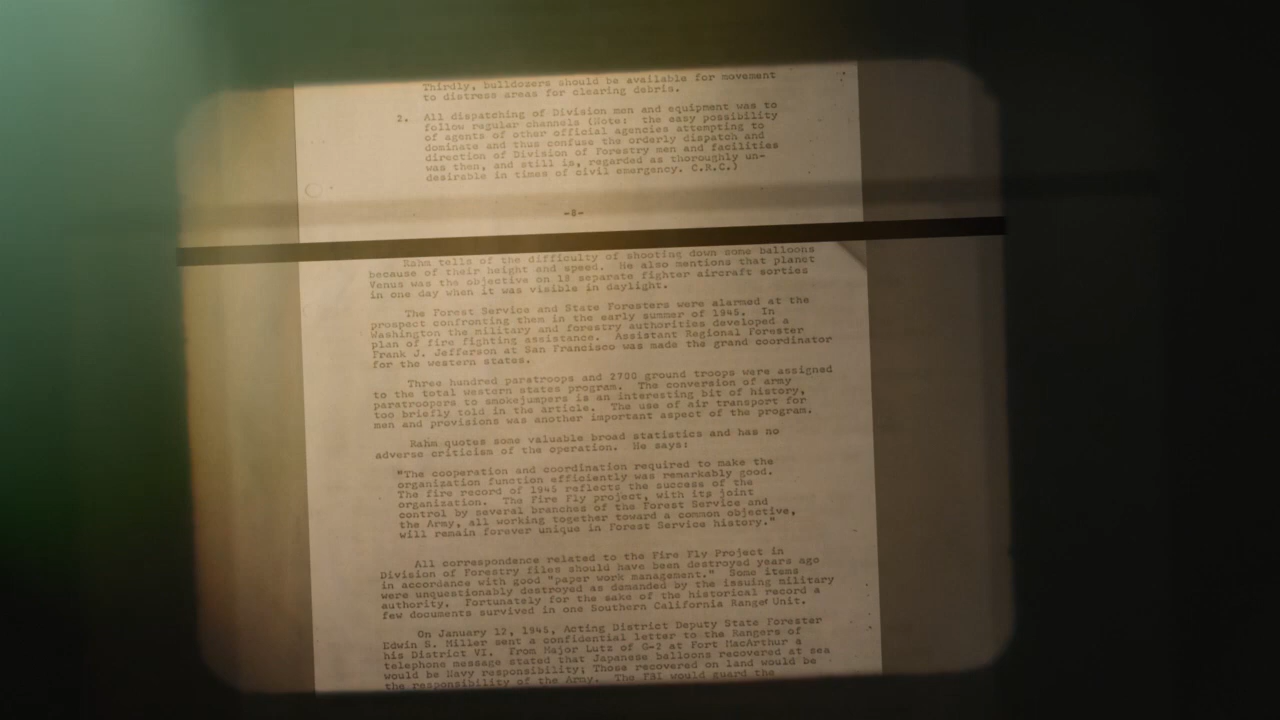 Thirdly, bulldozers should be available for movement
to distress areas for clearing debris.
2. All dispatching of Division men and equipment was to
follow regular channels (Note: the easy possibility
of agents of other official agencies attempting to
dominate and thus confuse the orderly dispatch and
direction of Division of Forestry men and facilities
was then, and still is, regarded as thoroughly un-
desirable in times of civil emergency. C.R.C.)
-8-
Rahm tells of the difficulty of shooting down some balloons
because of their height and speed. He also mentions that planet
Venus was the objective on 18 separate fighter aircraft sorties
in one day when it was visible in daylight.
The Forest Service and State Foresters were alarmed at the
prospect confronting them in the early summer of 1945. In
Washington the military and forestry authorities developed a
plan of fire fighting assistance. Assistant Regional Forester
Frank J. Jefferson at San Francisco was made the grand coordinator
for the western states.
Three hundred paratroops and 2700 ground troops were assigned
to the total western states program. The conversion of army
paratroopers to smokejumpers is an interesting bit of history,
too briefly told in the article. The use of air transport for
men and provisions was another important aspect of the program.
Rahm quotes some valuable broad statistics and has no
adverse criticism of the operation. He says:
"The cooperation and coordination required to make the
organization function efficiently was remarkably good.
The fire record of 1945 reflects the success of the
organization. The Fire Fly project, with its joint
control by several branches of the Forest Service and
the Army, all working together toward a common objective,
will remain forever unique in Forest Service history."
All correspondence related to the Fire Fly Project in
Division of Forestry files should have been destroyed years ago
in accordance with good "paper work management." Some items
were unquestionably destroyed as demanded by the issuing military
authority. Fortunately for the sake of the historical record a
few documents survived in one Southern California Ranger Unit.
On January 12, 1945, Acting District Deputy State Forester
Edwin S. Miller sent a confidential letter to the Rangers of
his District VI. From Major Lutz of G-2 at Fort MacArthur a
telephone message stated that Japanese balloons recovered at sea
would be Navy responsibility; Those recovered on land would be
the responsibility of the Army. The FBI would guard the